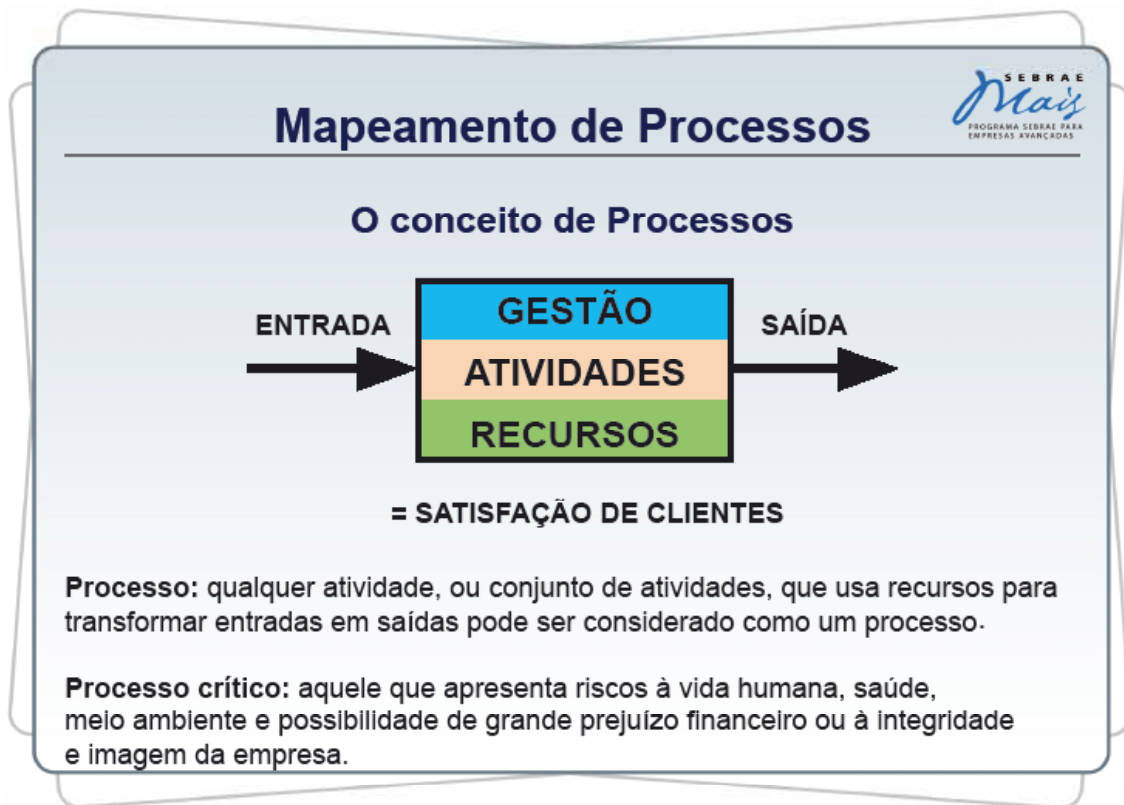 SEBRAE
Mais
PROGRAMA SEBRAE PARA
EMPRESAS AVANÇADAS
Mapeamento de Processos
O conceito de Processos
ENTRADA
GESTÃO
ATIVIDADES
RECURSOS
SAÍDA
= SATISFAÇÃO DE CLIENTES
Processo: qualquer atividade, ou conjunto de atividades, que usa recursos para
transformar entradas em saídas pode ser considerado como um processo.
Processo crítico: aquele que apresenta riscos à vida humana, saúde,
meio ambiente e possibilidade de grande prejuízo financeiro ou à integridade
e imagem da empresa.